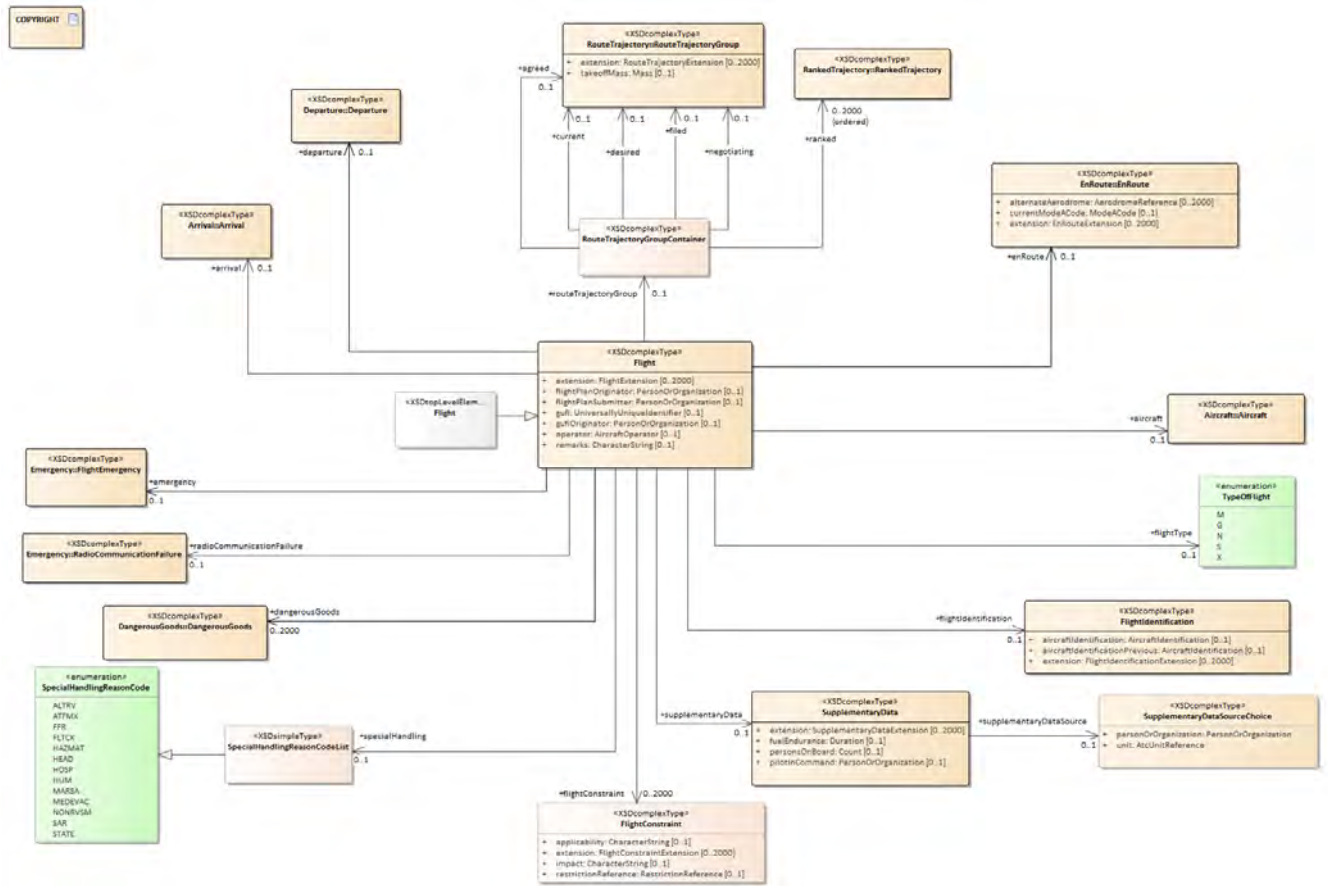 COPYRIGHT
«XSDcomplexType»
RouteTrajectory::RouteTrajectoryGroup
+ extension: RouteTrajectoryExtension [0..2000]
+ takeoffMass: Mass [0..1]
«XSDcomplexType»
RankedTrajectory::RankedTrajectory
+agreed
0..1
«XSDcomplexType»
Departure::Departure
0..1
0..1
0..1
0..1
0..2000
(ordered)
+current
+desired
+filed
+negotiating
+ranked
+departure
0..1
«XSDcomplexType»
EnRoute::EnRoute
+ alternateAerodrome: AerodromeReference [0..2000]
+ currentModeACode: ModeACode [0..1]
+ extension: EnRouteExtension [0..2000]
«XSDcomplexType»
Arrival::Arrival
«XSDcomplexType»
RouteTrajectoryGroupContainer
+arrival
0..1
+enRoute
0..1
+routeTrajectoryGroup
0..1
«XSDcomplexType»
Flight
+ extension: FlightExtension [0..2000]
+ flightPlanOriginator: PersonOrOrganization [0..1]
+ flightPlanSubmitter: PersonOrOrganization [0..1]
+ gufi: UniversallyUniqueIdentifier [0..1]
+ gufiOriginator: PersonOrOrganization [0..1]
+ operator: AircraftOperator [0..1]
+ remarks: CharacterString [0..1]
«XSDtopLevelElem...
Flight
+aircraft
0..1
«XSDcomplexType»
Aircraft::Aircraft
«XSDcomplexType»
Emergency::FlightEmergency
+emergency
0..1
«enumeration»
TypeOfFlight
M
G
N
S
X
+flightType
0..1
«XSDcomplexType»
Emergency::RadioCommunicationFailure
+radioCommunicationFailure
0..1
«XSDcomplexType»
DangerousGoods::DangerousGoods
+dangerousGoods
0..2000
+flightIdentification
0..1
«XSDcomplexType»
FlightIdentification
+ aircraftIdentification: AircraftIdentification [0..1]
+ aircraftIdentificationPrevious: AircraftIdentification [0..1]
+ extension: FlightIdentificationExtension [0..2000]
«enumeration»
SpecialHandlingReasonCode
ALTRV
ATFMX
FFR
FLTCK
HAZMAT
HEAD
HOSP
HUM
MARSA
MEDEVAC
NONRVSM
SAR
STATE
«XSDsimpleType»
SpecialHandlingReasonCodeList
+specialHandling
0..1
+supplementaryData
0..1
«XSDcomplexType»
SupplementaryData
+ extension: SupplementaryDataExtension [0..2000]
+ fuelEndurance: Duration [0..1]
+ personsOnBoard: Count [0..1]
+ pilotInCommand: PersonOrOrganization [0..1]
+supplementaryDataSource
0..1
«XSDcomplexType»
SupplementaryDataSourceChoice
+ personOrOrganization: PersonOrOrganization
+ unit: AtcUnitReference
+flightConstraint
0..2000
«XSDcomplexType»
FlightConstraint
+ applicability: CharacterString [0..1]
+ extension: FlightConstraintExtension [0..2000]
+ impact: CharacterString [0..1]
+ restrictionReference: RestrictionReference [0..1]